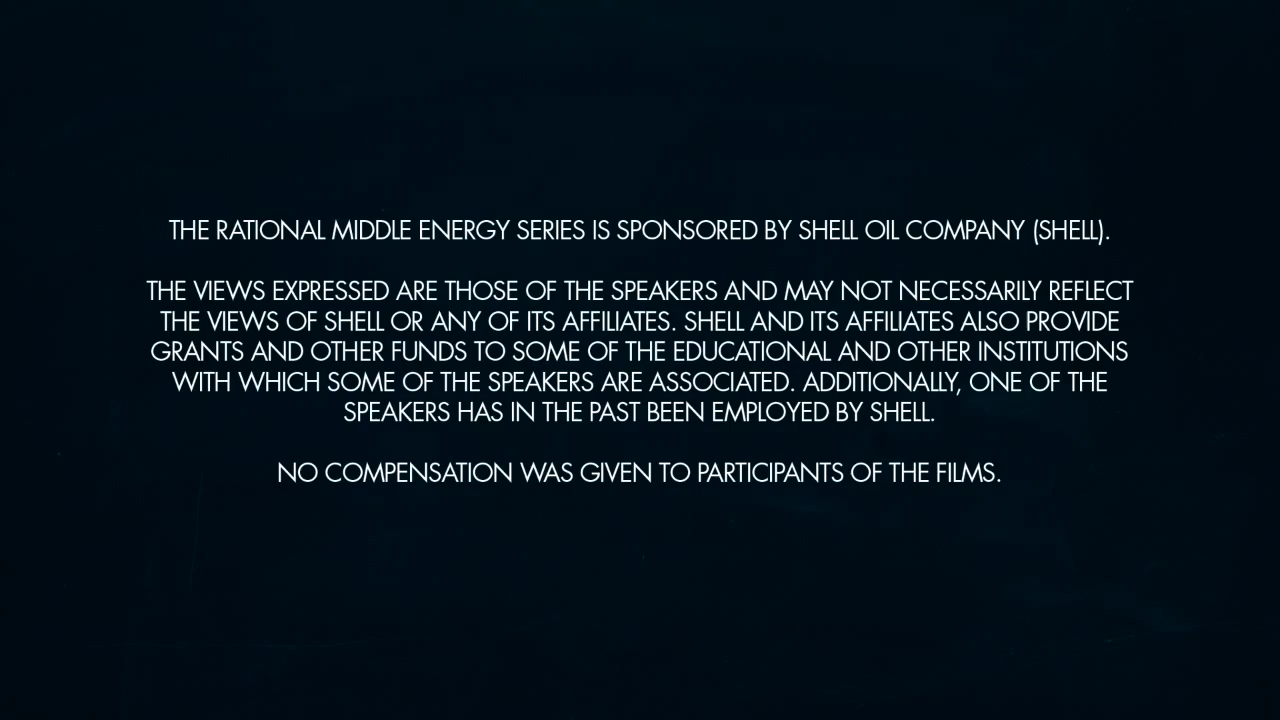 THE RATIONAL MIDDLE ENERGY SERIES IS SPONSORED BY SHELL OIL COMPANY (SHELL).
THE VIEWS EXPRESSED ARE THOSE OF THE SPEAKERS AND MAY NOT NECESSARILY REFLECT
THE VIEWS OF SHELL OR ANY OF ITS AFFILIATES. SHELL AND ITS AFFILIATES ALSO PROVIDE
GRANTS AND OTHER FUNDS TO SOME OF THE EDUCATIONAL AND OTHER INSTITUTIONS
WITH WHICH SOME OF THE SPEAKERS ARE ASSOCIATED. ADDITIONALLY, ONE OF THE
SPEAKERS HAS IN THE PAST BEEN EMPLOYED BY SHELL.
NO COMPENSATION WAS GIVEN TO PARTICIPANTS OF THE FILMS.